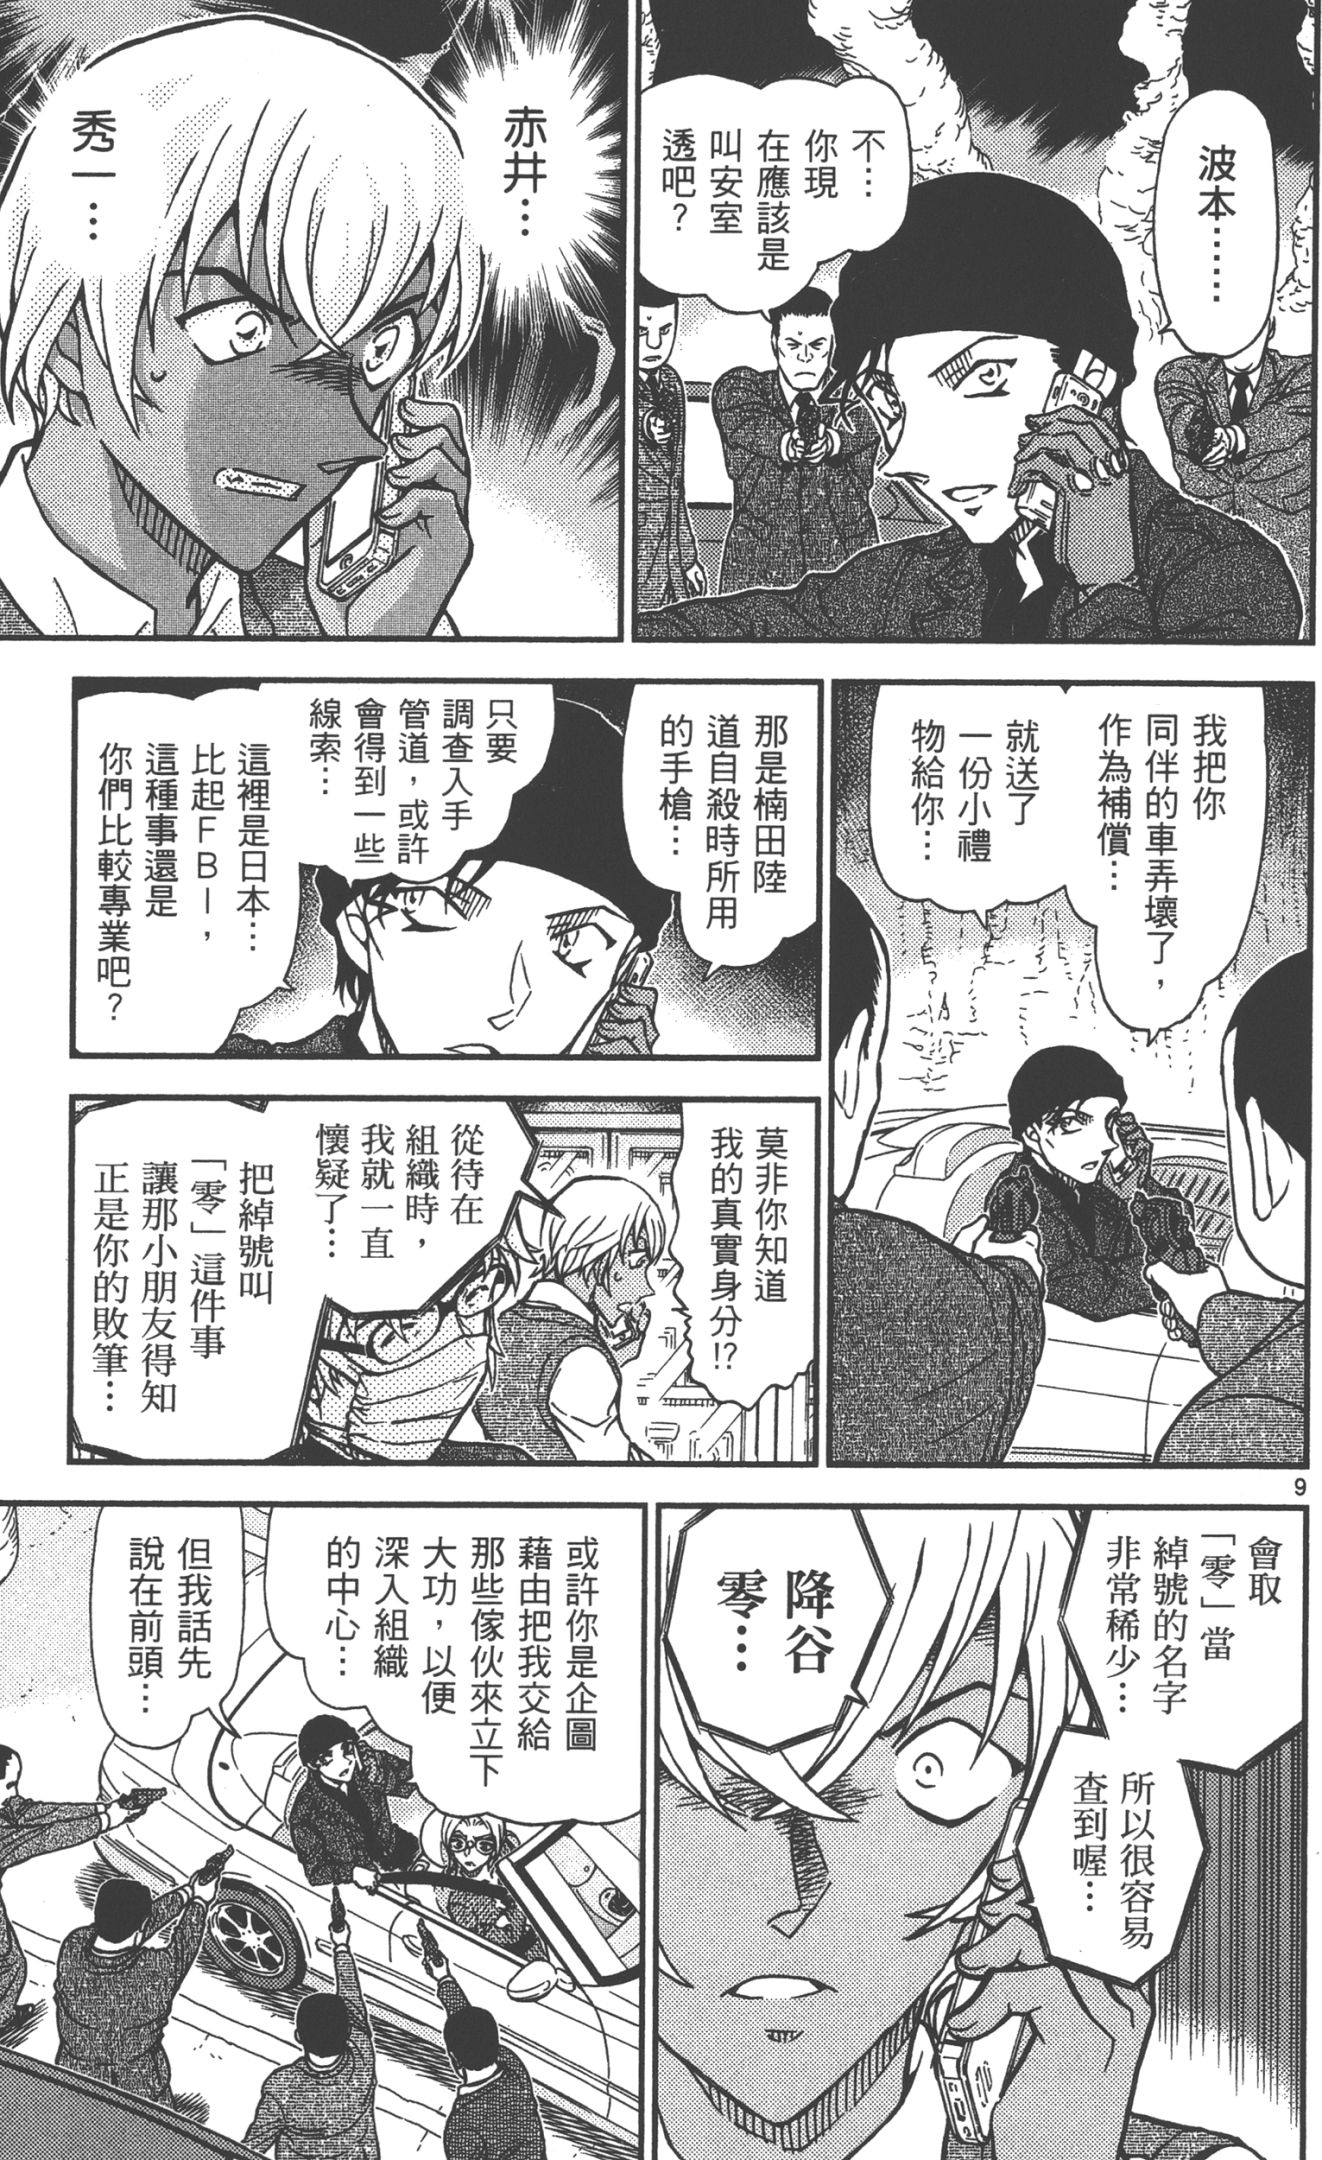 波本……
不…
你現
在應該是
叫安室
透吧？
赤井…
秀一…
我把你
同伴的車弄壞了，
作為補償…
就送了
一份小禮
物給你…
那是楠田陸
道自殺時所用
的手槍…
只要
調查入手
管道，或許
會得到一些
線索…
這裡是日本…
比起FBI，
這種事還是
你們比較專業吧？
莫非你知道
我的真實身分!?
從待在
組織時，
我就一直
懷疑了…
把綽號叫
「零」這件事
讓那小朋友得知
正是你的敗筆…
9
會取
「零」當
綽號的名字
非常稀少…
所以很容易
查到喔…
降谷
零…
或許你是企圖
藉由把我交給
那些傢伙來立下
大功，以便
深入組織
的中心…
但我話先
說在前頭…